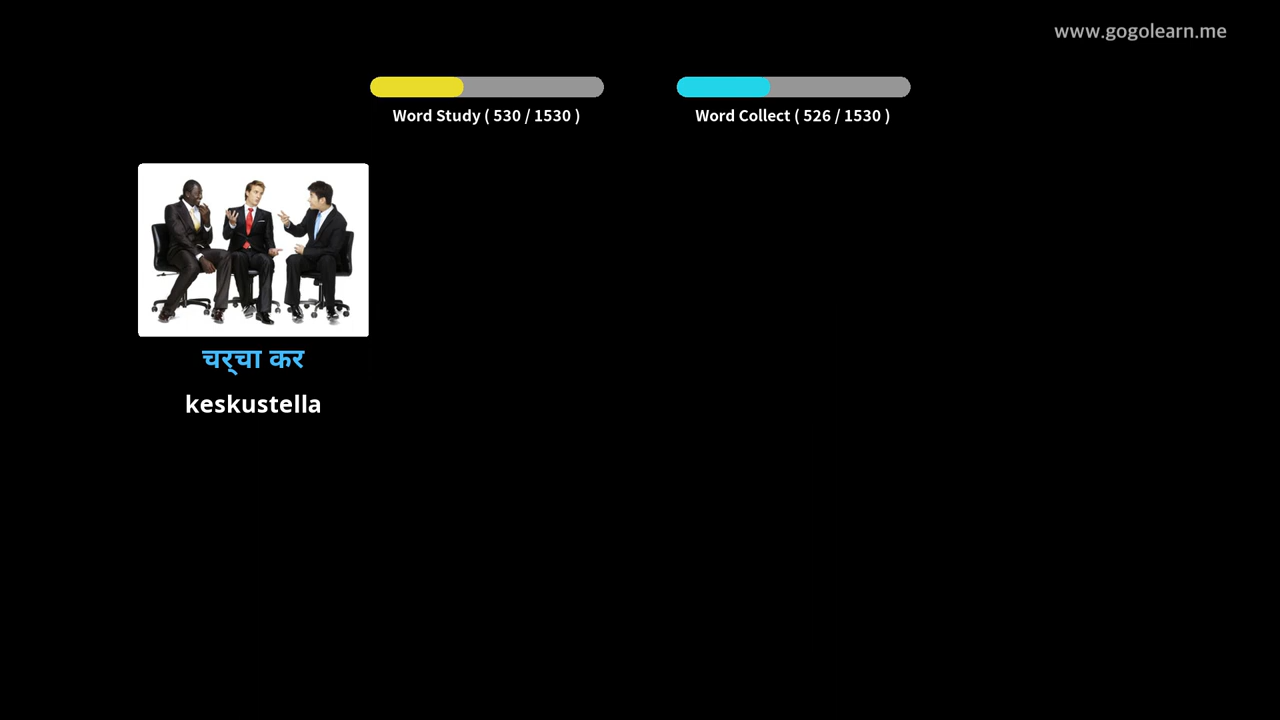 www.gogolearn.me
Word Study ( 530 / 1530 )
Word Collect ( 526 / 1530 )
चर्‌चा कर
keskustella